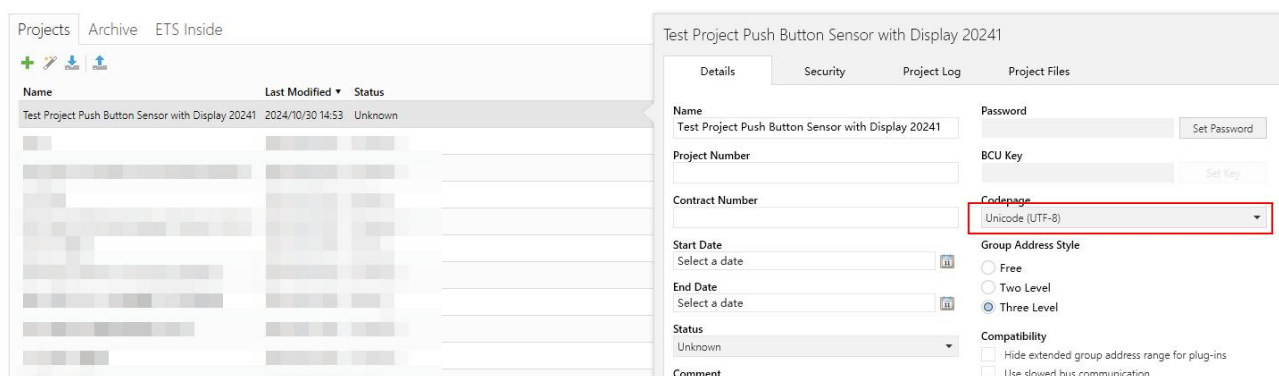 Projects Archive ETS Inside
Name Last Modified Status
Test Project Push Button Sensor with Display 20241 2024/10/30 14:53 Unknown
Test Project Push Button Sensor with Display 20241
Details Security Project Log Project Files
Name
Test Project Push Button Sensor with Display 20241
Project Number
Contract Number
Start Date
Select a date
11
End Date
Select a date
11
Status
Unknown
Comment
Password
Set Password
BCU Key
Set Key
Codepage
Unicode (UTF-8)
Group Address Style
Free
Two Level
Three Level
Compatibility
Hide extended group address range for plug-ins
Use slowed bus communication